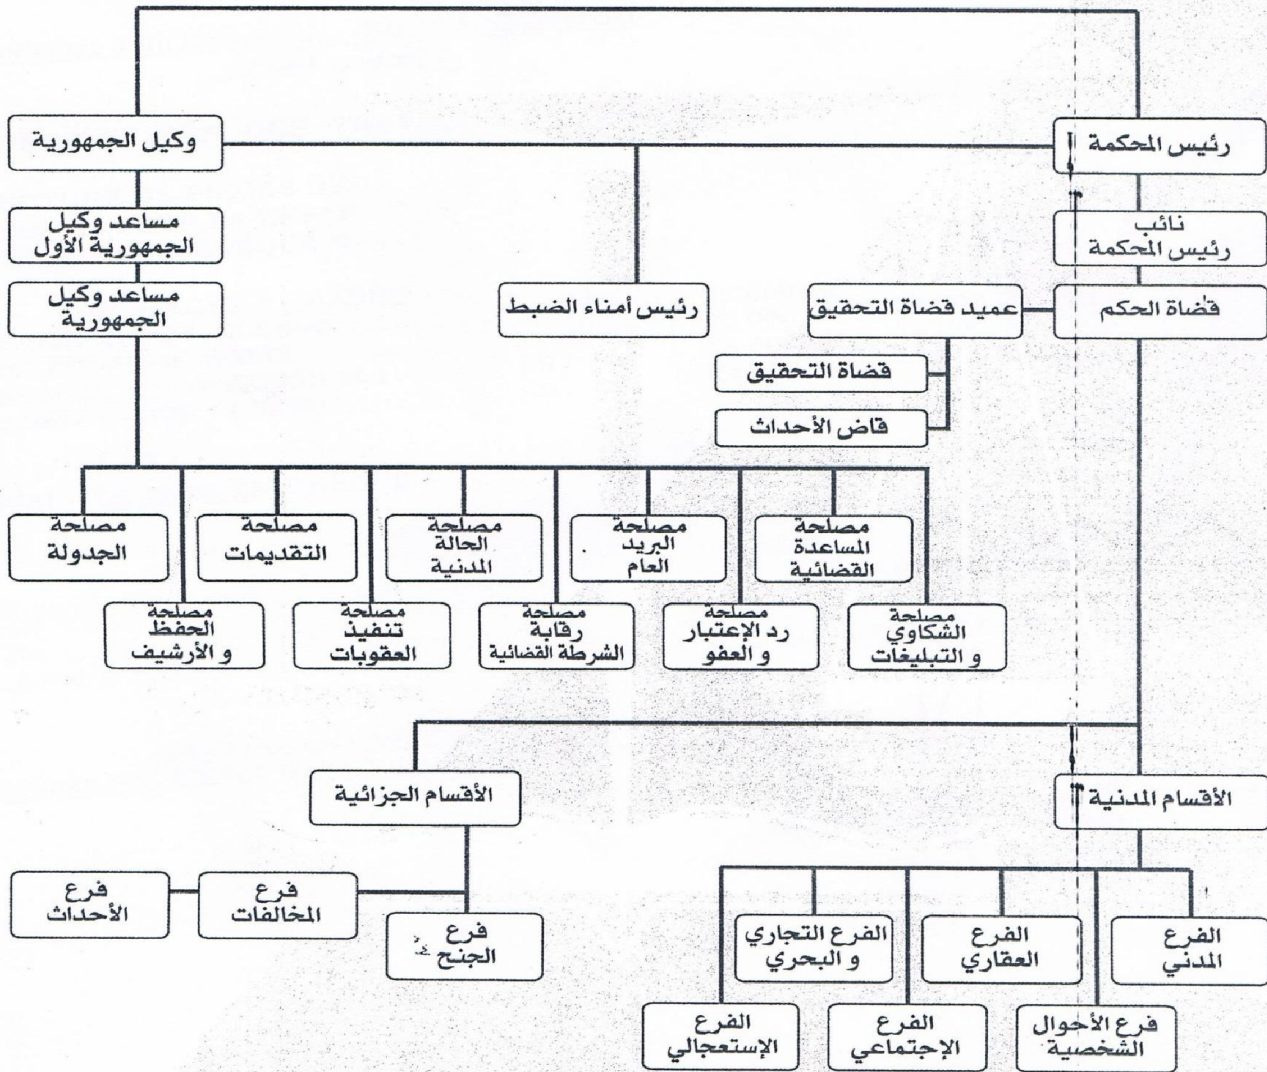 رئيس المحكمة
وكيل الجمهورية
نائب
رئيس المحكمة
مساعد وكيل
الجمهورية الأول
قضاة الحكم
عميد قضاة التحقيق
رئيس أمناء الضبط
مساعد وكيل
الجمهورية
قضاة التحقيق
قاض الأحداث
مصلحة
المساعدة
القضائية
مصلحة
البريد
العام
مصلحة
الحالة
المدنية
مصلحة
التقديمات
مصلحة
الجدولة
مصلحة
الشكاوي
و التبليغات
مصلحة
رد الإعتبار
و العفو
مصلحة
رقابة
الشرطة القضائية
مصلحة
تنفيذ
العقوبات
مصلحة
الحفظ
و الأرشيف
الأقسام المدنية
الأقسام الجزائية
فرع
الجنح
فرع
المخالفات
فرع
الأحداث
الفرع
المدني
الفرع
العقاري
الفرع التجاري
و البحري
فرع الأحوال
الشخصية
الفرع
الإجتماعي
الفرع
الإستعجالي